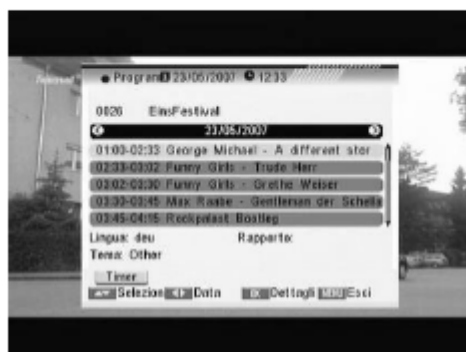 Program 23/05/2007 12:33
0026 EinsFestival
23/05/2007
01:00-02:33 George Michael - A different stor
02:33-03:02 Funny Girls - Trude Herr
03:02-03:30 Funny Girls - Grethe Weiser
03:30-03:45 Max Raabe - Gentleman der Schella
03:45-04:15 Rockpalast Bootleg
Lingua: deu Rapporto:
Tema: Other
Timer
Selezion Data OK Dettagli MENU Esci